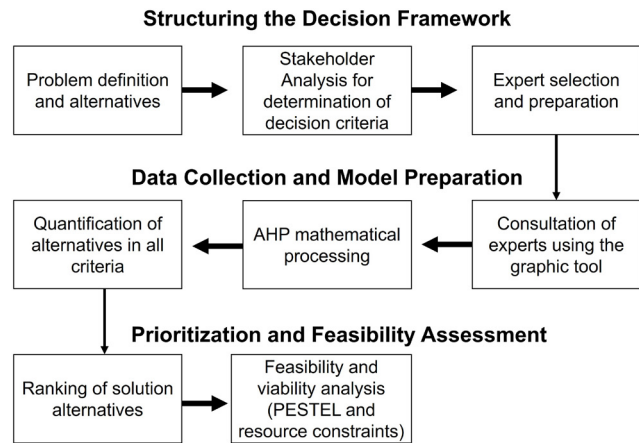 Structuring the Decision Framework
Problem definition
and alternatives
Stakeholder
Analysis for
determination of
decision criteria
Expert selection
and preparation
Data Collection and Model Preparation
Quantification of
alternatives in all
criteria
AHP mathematical
processing
Consultation of
experts using the
graphic tool
Prioritization and Feasibility Assessment
Ranking of solution
alternatives
Feasibility and
viability analysis
(PESTEL and
resource constraints)